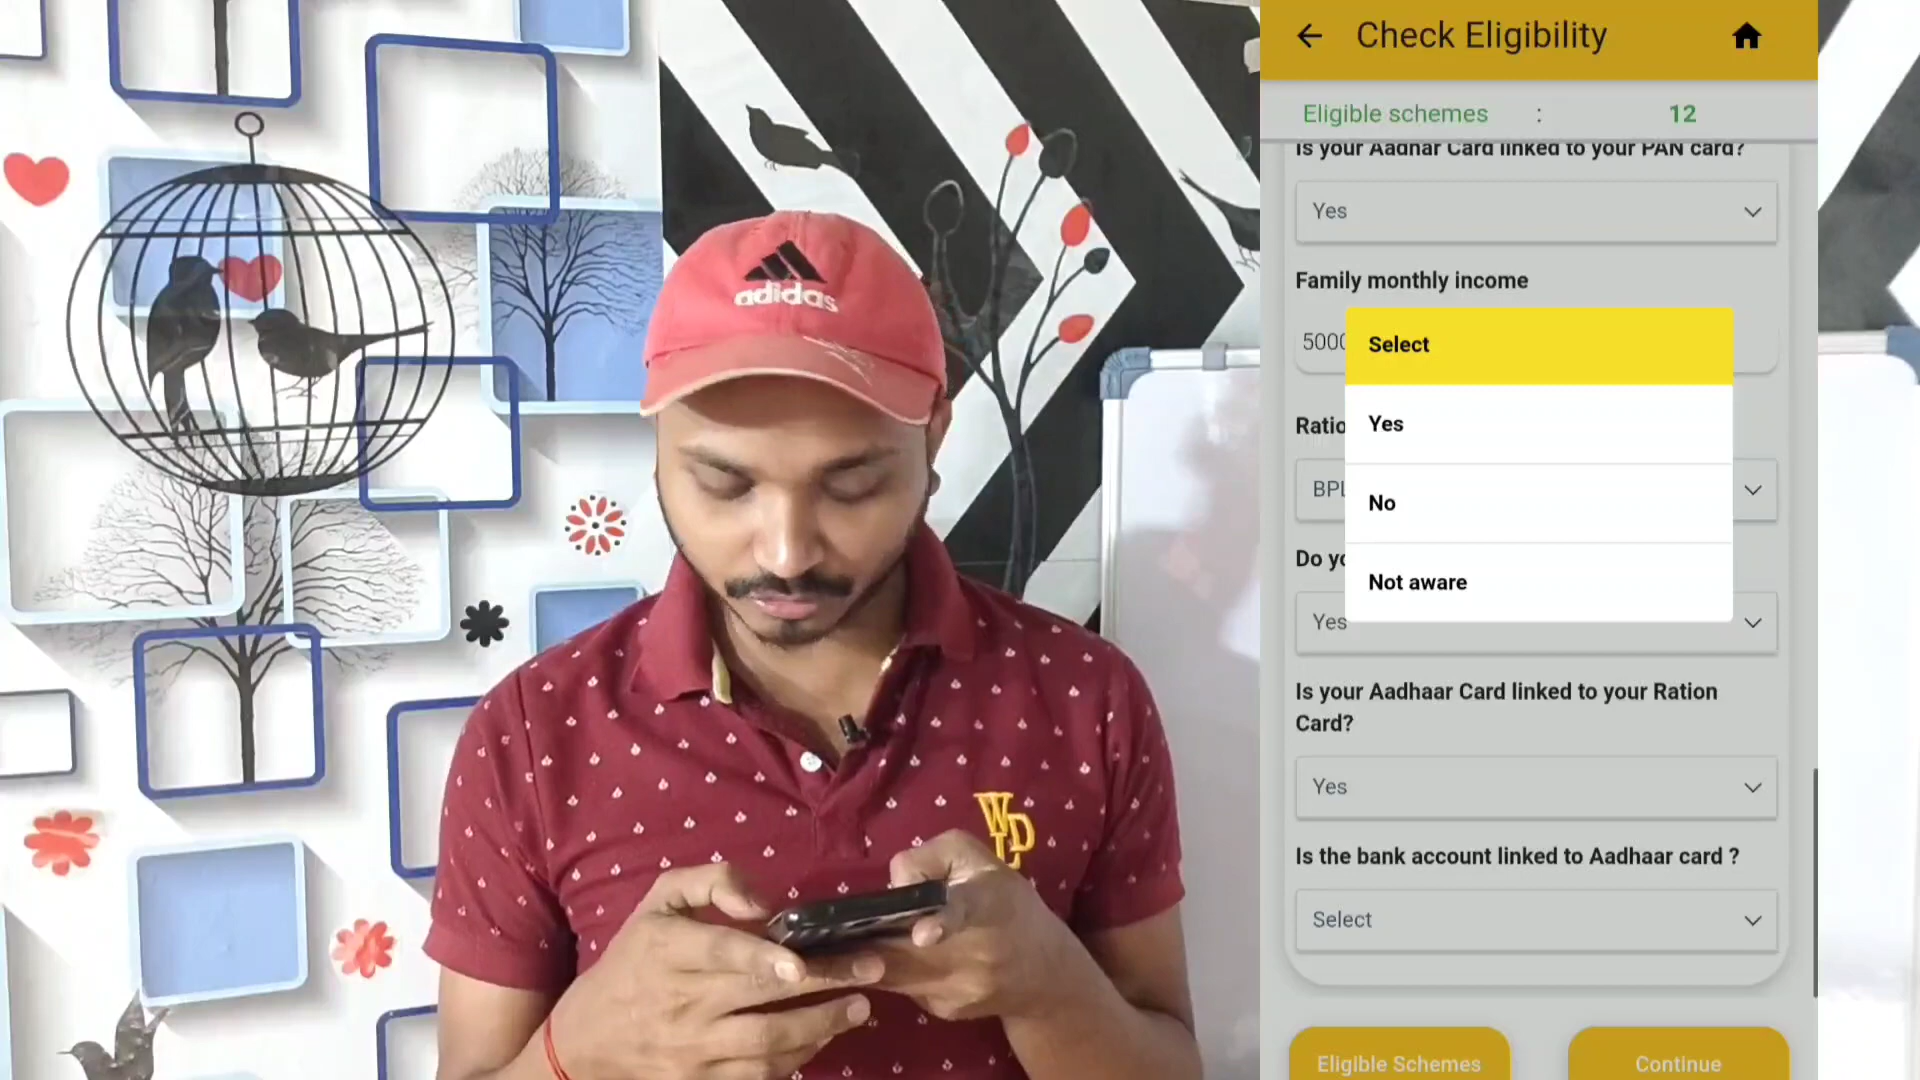 adidas
WLD
Check Eligibility
Eligible schemes : 12
Is your Aadhar Card linked to your PAN card?
Yes
Family monthly income
Select
Yes
No
Not aware
Yes
Is your Aadhaar Card linked to your Ration
Card?
Yes
Is the bank account linked to Aadhaar card ?
Select
Eligible Schemes
Continue